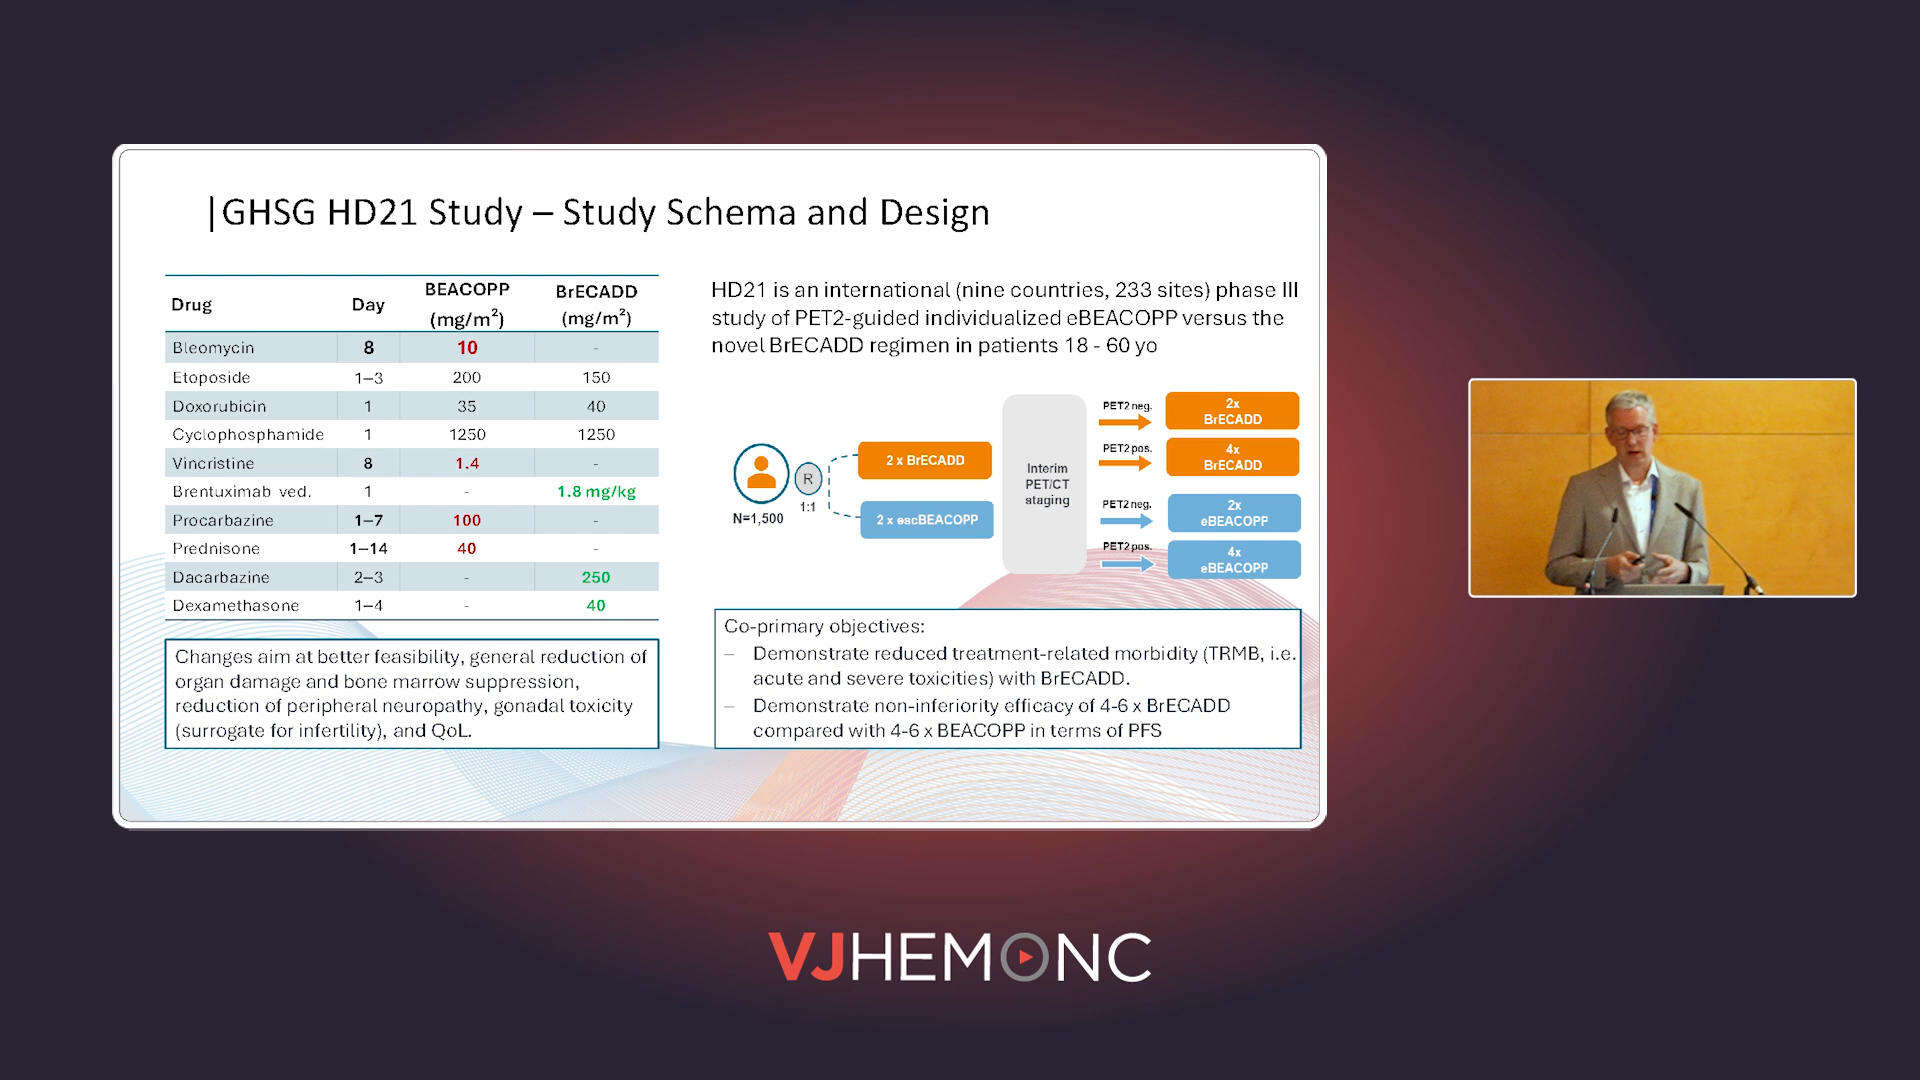 |GHSG HD21 Study – Study Schema and Design
Drug Day BEACOPP (mg/m²) BrECADD (mg/m²)
Bleomycin 8 10 -
Etoposide 1–3 200 150
Doxorubicin 1 35 40
Cyclophosphamide 1 1250 1250
Vincristine 8 1.4 -
Brentuximab ved. 1 - 1.8 mg/kg
Procarbazine 1–7 100 -
Prednisone 1–14 40 -
Dacarbazine 2–3 - 250
Dexamethasone 1–4 - 40
Changes aim at better feasibility, general reduction of
organ damage and bone marrow suppression,
reduction of peripheral neuropathy, gonadal toxicity
(surrogate for infertility), and QoL.
HD21 is an international (nine countries, 233 sites) phase III
study of PET2-guided individualized eBEACOPP versus the
novel BrECADD regimen in patients 18 - 60 yo
N=1,500
R
1:1
2 x BrECADD
2 x escBEACOPP
Interim
PET/CT
staging
PET2 neg.
2x
BrECADD
PET2 pos.
4x
BrECADD
PET2 neg.
2x
eBEACOPP
PET2 pos.
4x
eBEACOPP
Co-primary objectives:
– Demonstrate reduced treatment-related morbidity (TRMB, i.e.
acute and severe toxicities) with BrECADD.
– Demonstrate non-inferiority efficacy of 4-6 x BrECADD
compared with 4-6 x BEACOPP in terms of PFS
VJHEMONC